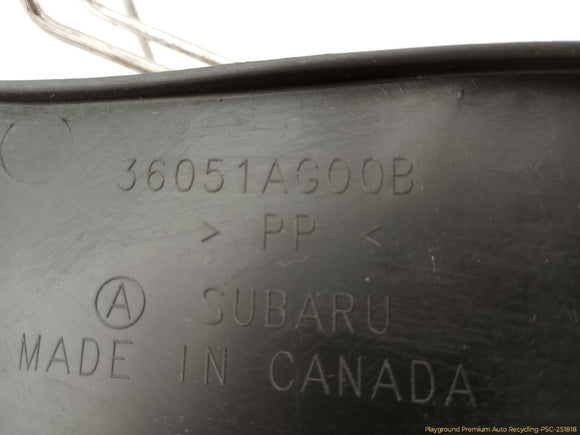 36051AG00B
> PP <
Ⓐ SUBARU
MADE IN CANADA
Playground Premium Auto Recycling-PSC-251818